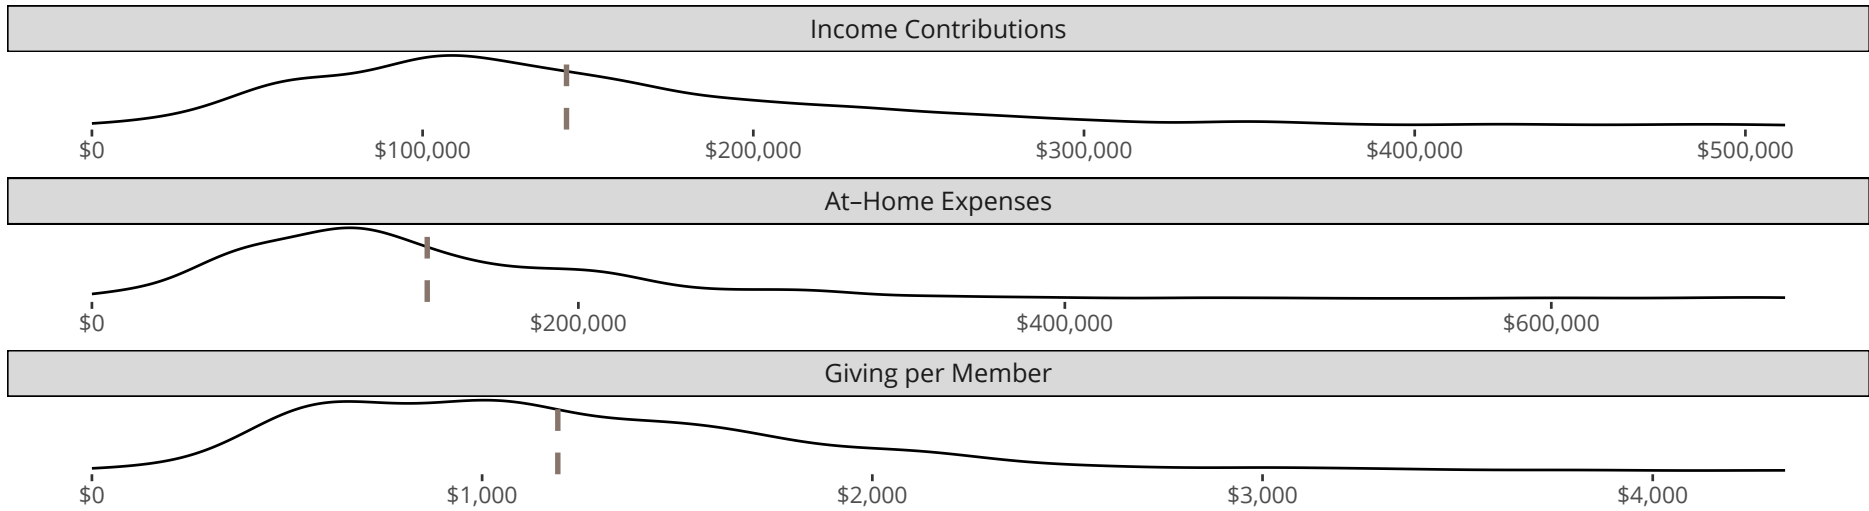 Income Contributions
$0 $100,000 $200,000 $300,000 $400,000 $500,000
At–Home Expenses
$0 $200,000 $400,000 $600,000
Giving per Member
$0 $1,000 $2,000 $3,000 $4,000